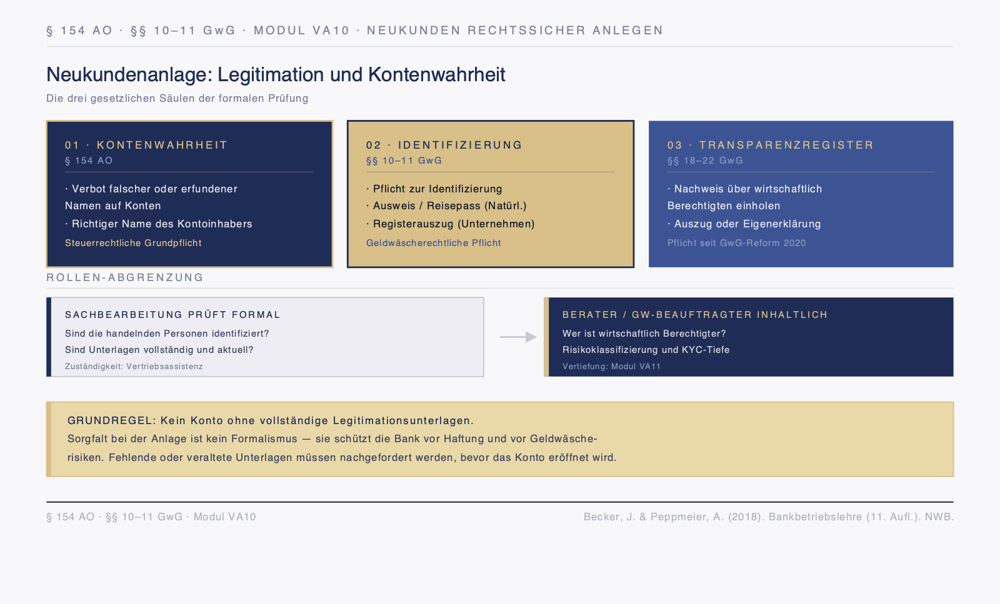 § 154 AO · §§ 10–11 GwG · MODUL VA10 · NEUKUNDEN RECHTSSICHER ANLEGEN
Neukundenanlage: Legitimation und Kontenwahrheit
Die drei gesetzlichen Säulen der formalen Prüfung
01 · KONTENWAHRHEIT
§ 154 AO
· Verbot falscher oder erfundener
Namen auf Konten
· Richtiger Name des Kontoinhabers
Steuerrechtliche Grundpflicht
02 · IDENTIFIZIERUNG
§§ 10–11 GwG
· Pflicht zur Identifizierung
· Ausweis / Reisepass (Natürl.)
· Registerauszug (Unternehmen)
Geldwäscherechtliche Pflicht
03 · TRANSPARENZREGISTER
§§ 18–22 GwG
· Nachweis über wirtschaftlich
Berechtigten einholen
· Auszug oder Eigenerklärung
Pflicht seit GwG-Reform 2020
ROLLEN-ABGRENZUNG
SACHBEARBEITUNG PRÜFT FORMAL
Sind die handelnden Personen identifiziert?
Sind Unterlagen vollständig und aktuell?
Zuständigkeit: Vertriebsassistenz
BERATER / GW-BEAUFTRAGTER INHALTLICH
Wer ist wirtschaftlich Berechtigter?
Risikoklassifizierung und KYC-Tiefe
Vertiefung: Modul VA11
GRUNDREGEL: Kein Konto ohne vollständige Legitimationsunterlagen.
Sorgfalt bei der Anlage ist kein Formalismus — sie schützt die Bank vor Haftung und vor Geldwäsche-
risiken. Fehlende oder veraltete Unterlagen müssen nachgefordert werden, bevor das Konto eröffnet wird.
§ 154 AO · §§ 10–11 GwG · Modul VA10
Becker, J. & Peppmeier, A. (2018). Bankbetriebslehre (11. Aufl.). NWB.